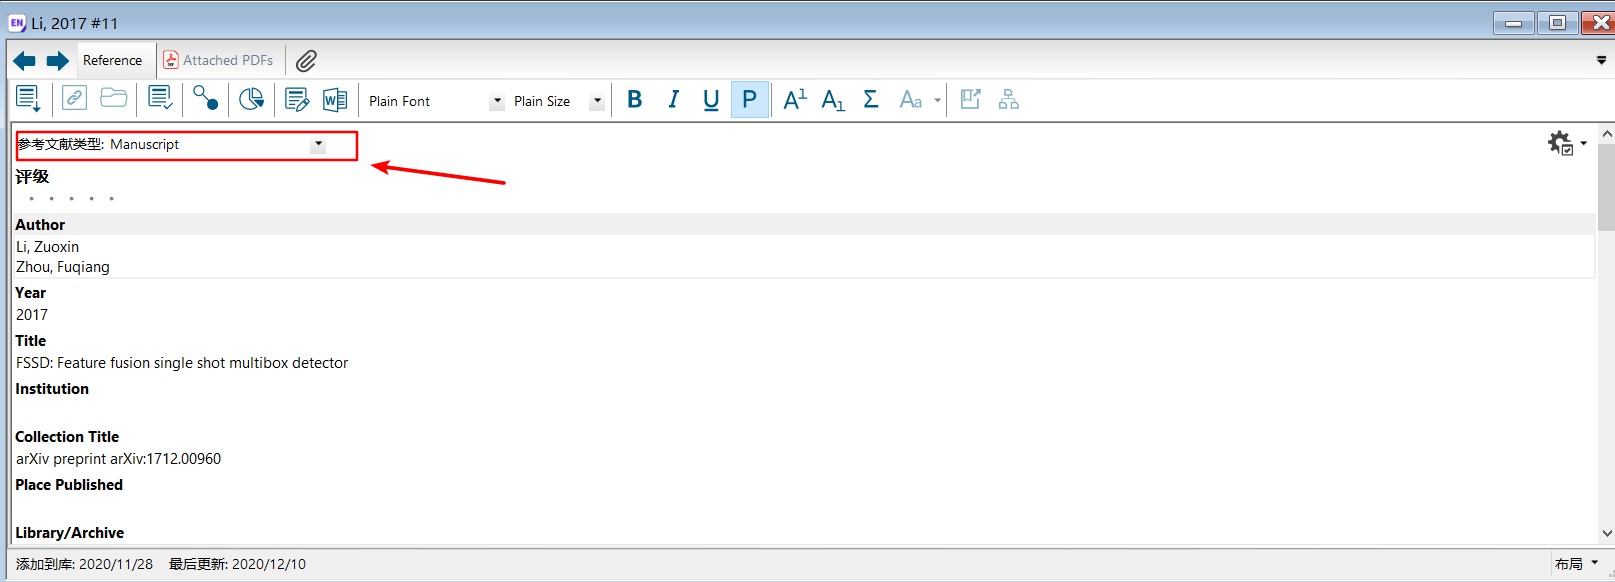 EN Li, 2017 #11
Reference Attached PDFs
Plain Font Plain Size B I U P A1 A1 Σ Aa
参考文献类型: Manuscript
评级
Author
Li, Zuoxin
Zhou, Fuqiang
Year
2017
Title
FSSD: Feature fusion single shot multibox detector
Institution
Collection Title
arXiv preprint arXiv:1712.00960
Place Published
Library/Archive
添加到库: 2020/11/28 最后更新: 2020/12/10 布局